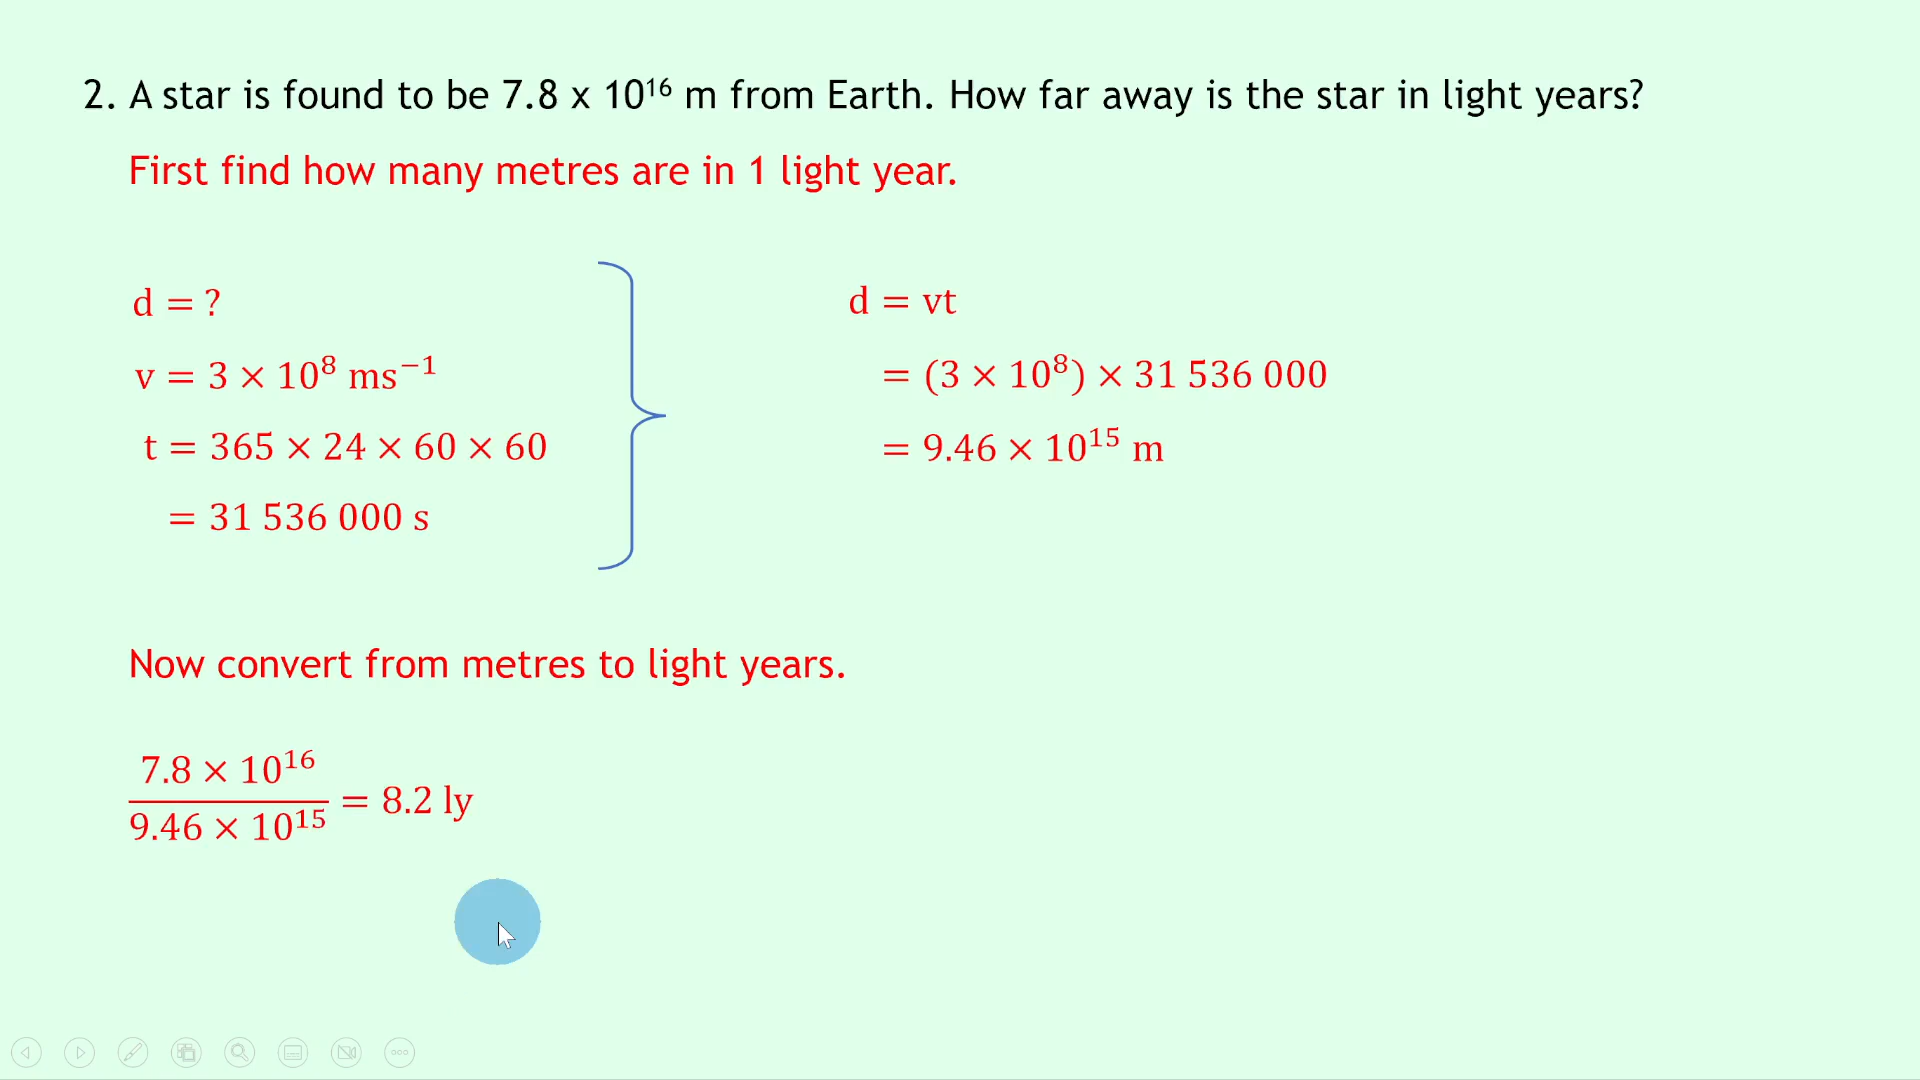 2. A star is found to be 7.8 x 10¹⁶ m from Earth. How far away is the star in light years?
First find how many metres are in 1 light year.
d = ?
v = 3 × 10⁸ ms⁻¹
t = 365 × 24 × 60 × 60
= 31 536 000 s
d = vt
= (3 × 10⁸) × 31 536 000
= 9.46 × 10¹⁵ m
Now convert from metres to light years.
7.8 × 10¹⁶
9.46 × 10¹⁵
= 8.2 ly